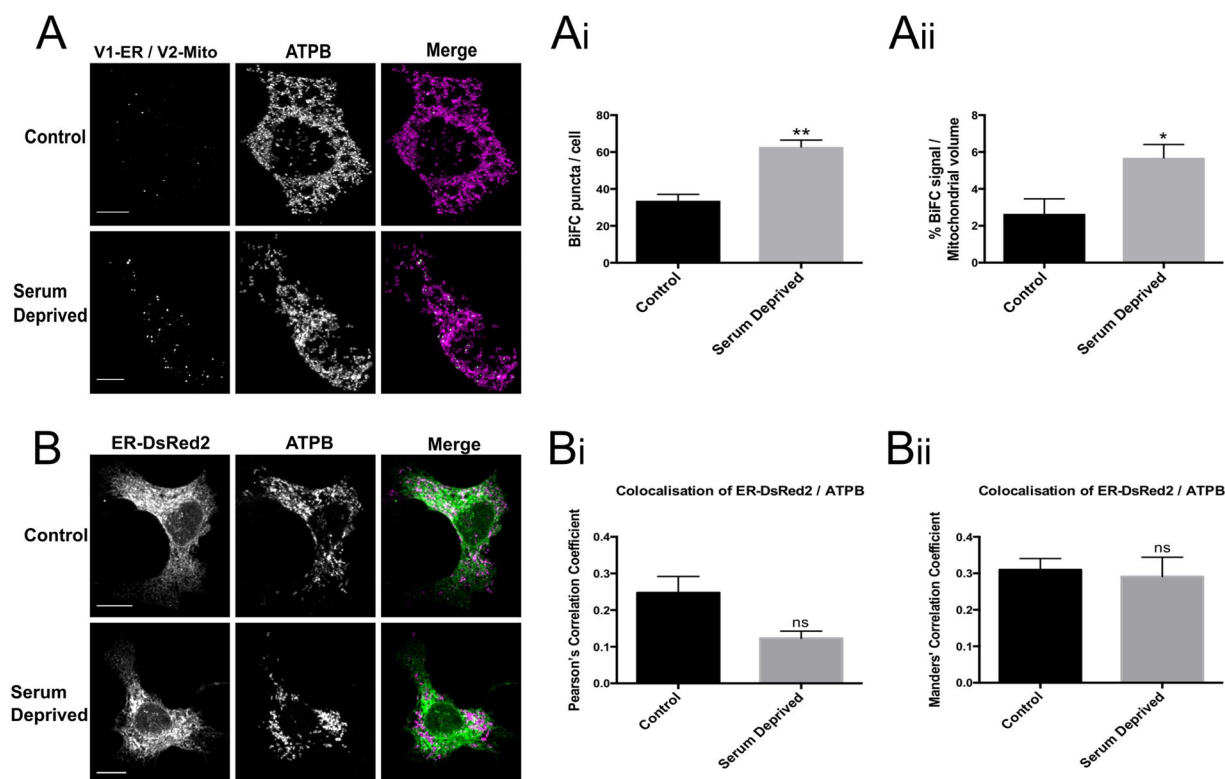 A
V1-ER / V2-Mito
ATPB
Merge
Control
Serum
Deprived
Ai
BiFC puncta / cell
80
60
40
20
0
**
Control
Serum Deprived
Aii
% BiFC signal /
Mitochondrial volume
8
6
4
2
0
*
Control
Serum Deprived
B
ER-DsRed2
ATPB
Merge
Control
Serum
Deprived
Bi
Colocalisation of ER-DsRed2 / ATPB
Pearson's Correlation Coefficient
0.4
0.3
0.2
0.1
0.0
ns
Control
Serum Deprived
Bii
Colocalisation of ER-DsRed2 / ATPB
Manders' Correlation Coefficient
0.4
0.3
0.2
0.1
0.0
ns
Control
Serum Deprived